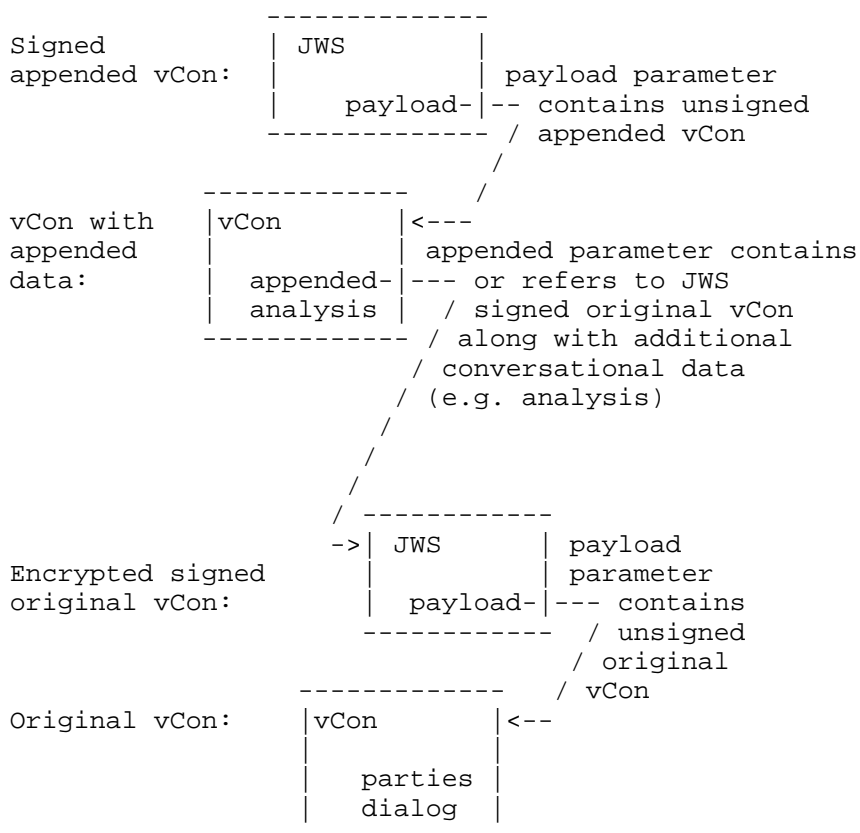 --------------
Signed            | JWS        |
appended vCon:    |            | payload parameter
                  |    payload-|-- contains unsigned
                  -------------- / appended vCon
                                /
              -------------    /
vCon with     |vCon       |<---
appended      |           | appended parameter contains
data:         |  appended-|--- or refers to JWS
              |  analysis |  / signed original vCon
              ------------- / along with additional
                           / conversational data
                          / (e.g. analysis)
                         /
                        /
                       /
                      / ------------
                      ->| JWS      | payload
Encrypted signed        |          | parameter
original vCon:          |  payload-|--- contains
                        ------------  / unsigned
                                     / original
                    -------------   / vCon
Original vCon:      |vCon       |<--
                    |           |
                    |   parties |
                    |   dialog  |